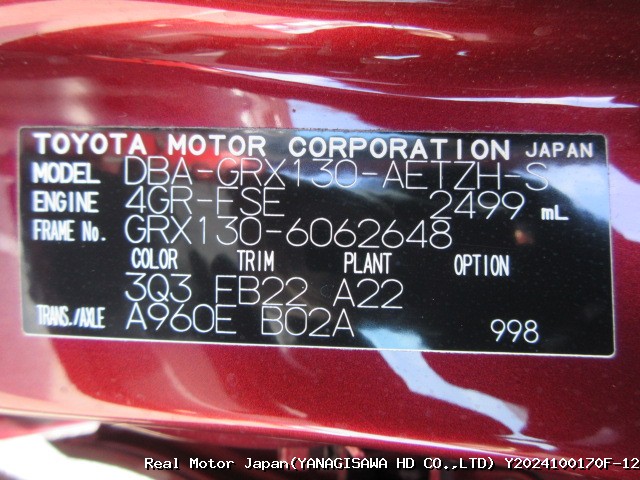 TOYOTA MOTOR CORPORATION JAPAN
MODEL DBA-GRX130-AETZH-S
ENGINE 4GR-FSE 2499 mL
FRAME No. GRX130-6062648
COLOR TRIM PLANT OPTION
3Q3 FB22 A22
TRANS./AXLE A960E B02A 998
Real Motor Japan(YANAGISAWA HD CO.,LTD) Y2024100170F-12